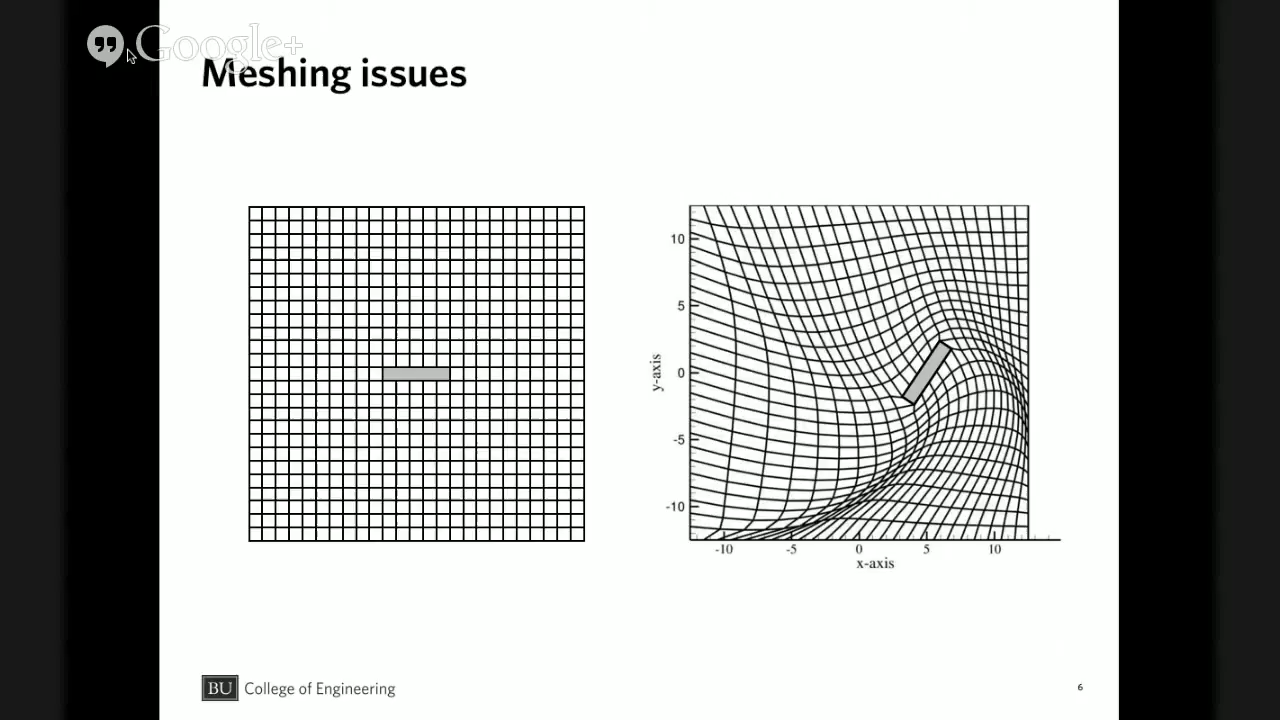 Google+
Meshing issues
10
5
0
-5
-10
y-axis
-10 -5 0 5 10
x-axis
BU College of Engineering
6